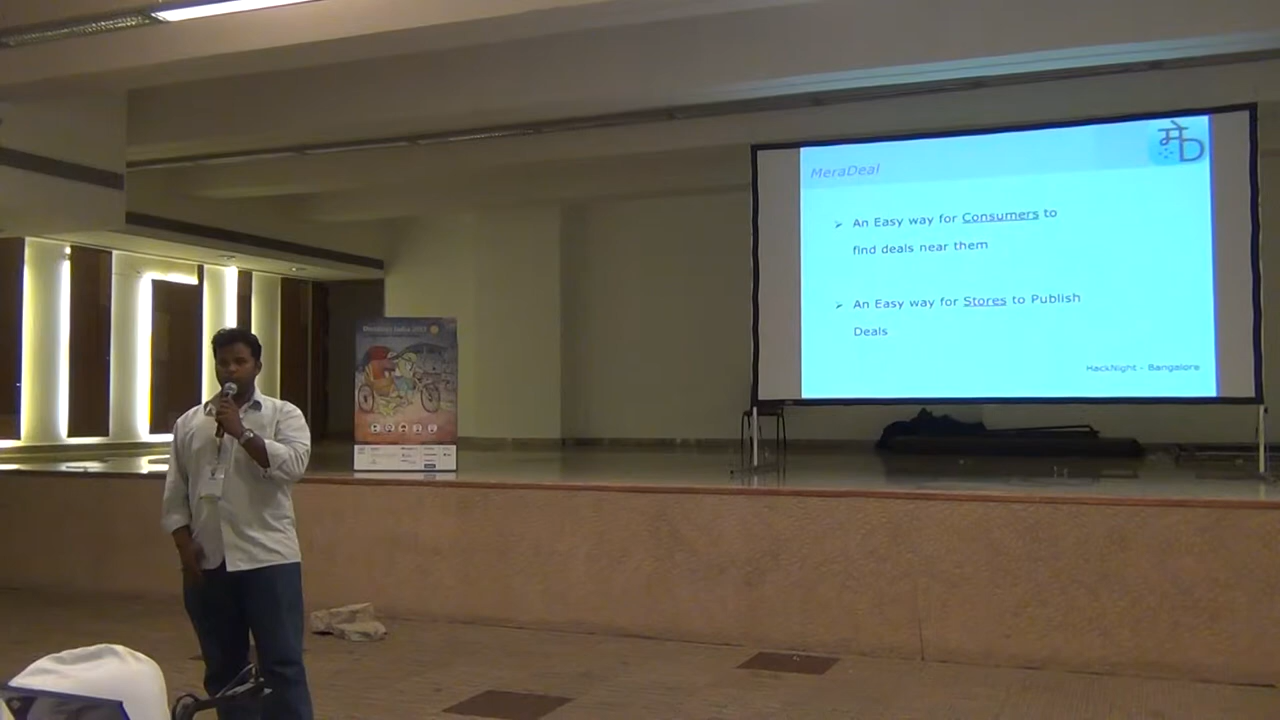 MeraDeal
मेD
➢ An Easy way for Consumers to
find deals near them
➢ An Easy way for Stores to Publish
Deals
HackNight - Bangalore